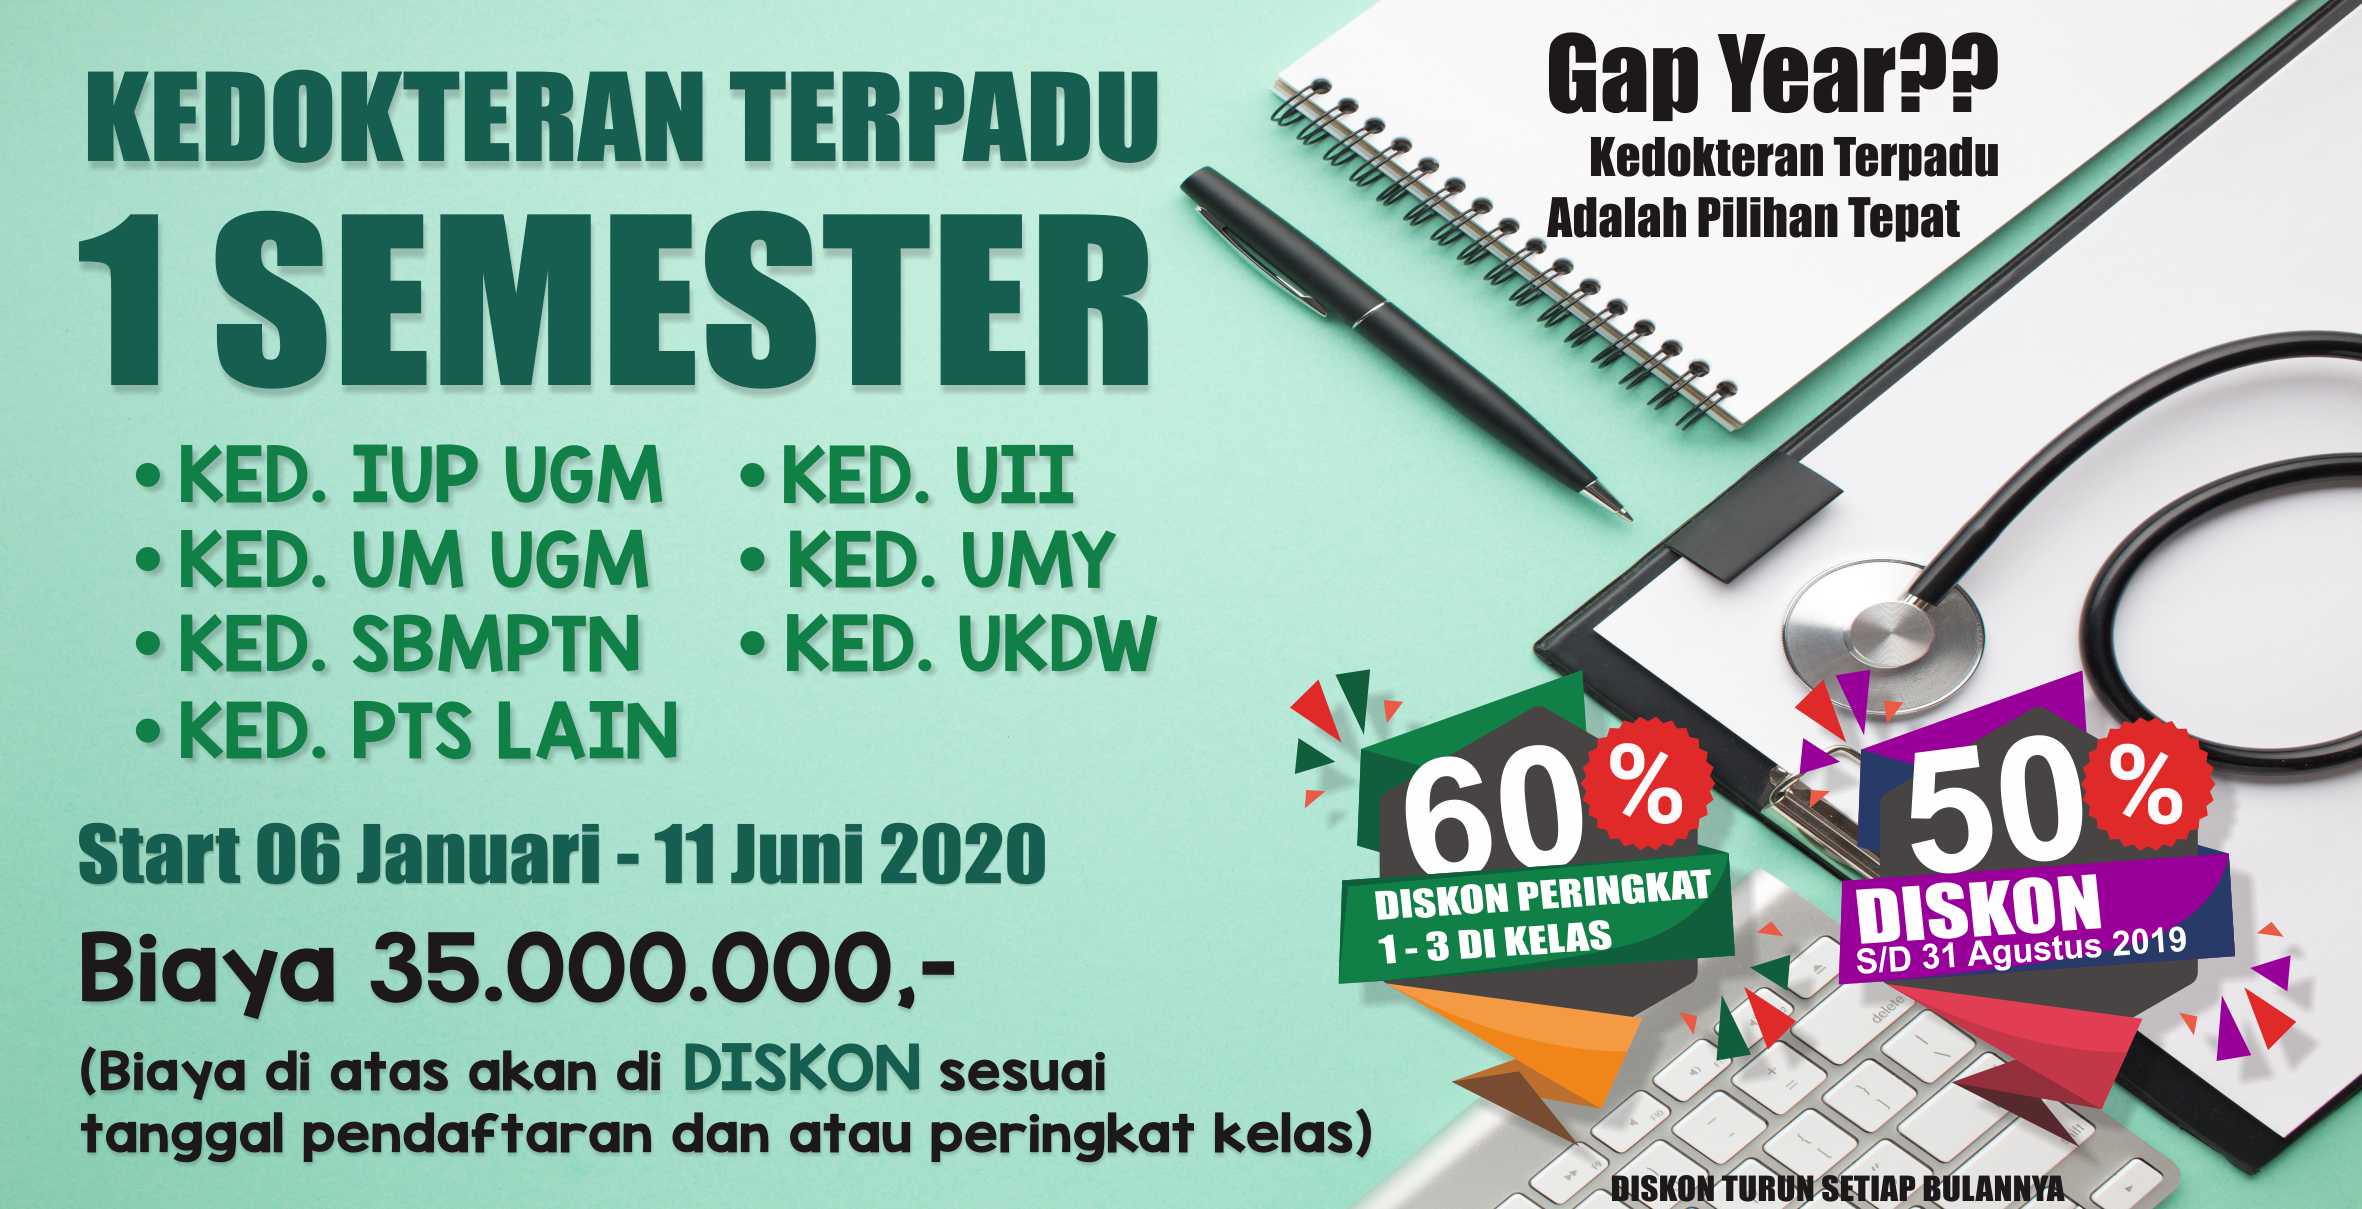 KEDOKTERAN TERPADU
1 SEMESTER
• KED. IUP UGM
• KED. UM UGM
• KED. SBMPTN
• KED. PTS LAIN
• KED. UII
• KED. UMY
• KED. UKDW
Start 06 Januari - 11 Juni 2020
Biaya 35.000.000,-
(Biaya di atas akan di DISKON sesuai
tanggal pendaftaran dan atau peringkat kelas)
Gap Year??
Kedokteran Terpadu
Adalah Pilihan Tepat
60%
DISKON PERINGKAT
1 - 3 DI KELAS
50%
DISKON
S/D 31 Agustus 2019
delete
DISKON TURUN SETIAP BULANNYA